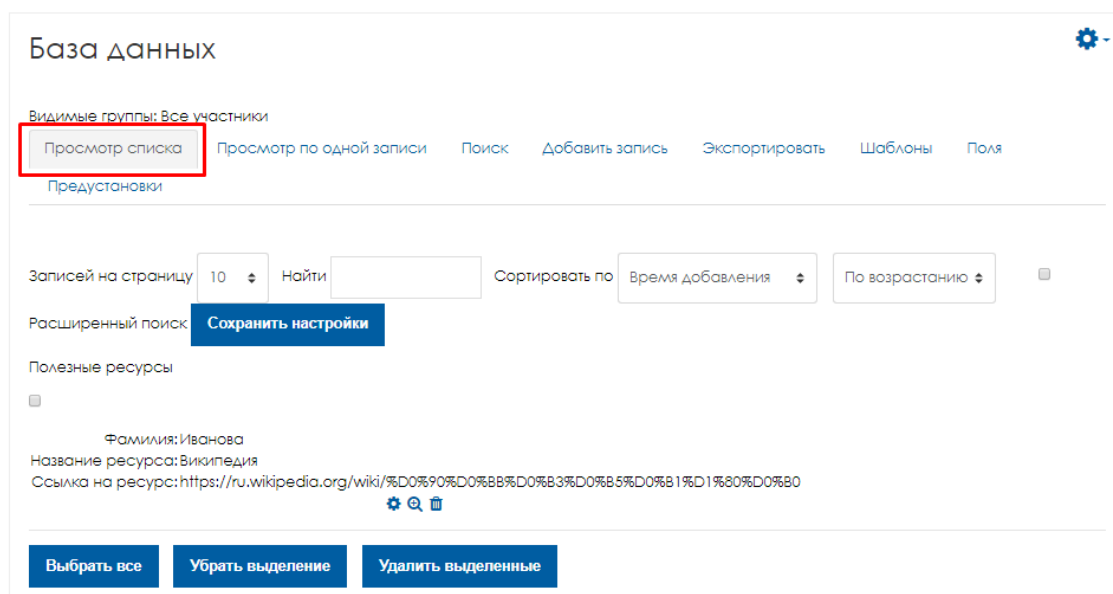 База данных
Видимые группы: Все участники
Просмотр списка Просмотр по одной записи Поиск Добавить запись Экспортировать Шаблоны Поля
Предустановки
Записей на страницу 10 Найти Сортировать по Время добавления По возрастанию
Расширенный поиск Сохранить настройки
Полезные ресурсы
Фамилия: Иванова
Название ресурса: Википедия
Ссылка на ресурс: https://ru.wikipedia.org/wiki/%D0%90%D0%BB%D0%B3%D0%B5%D0%B1%D1%80%D0%B0
Выбрать все Убрать выделение Удалить выделенные